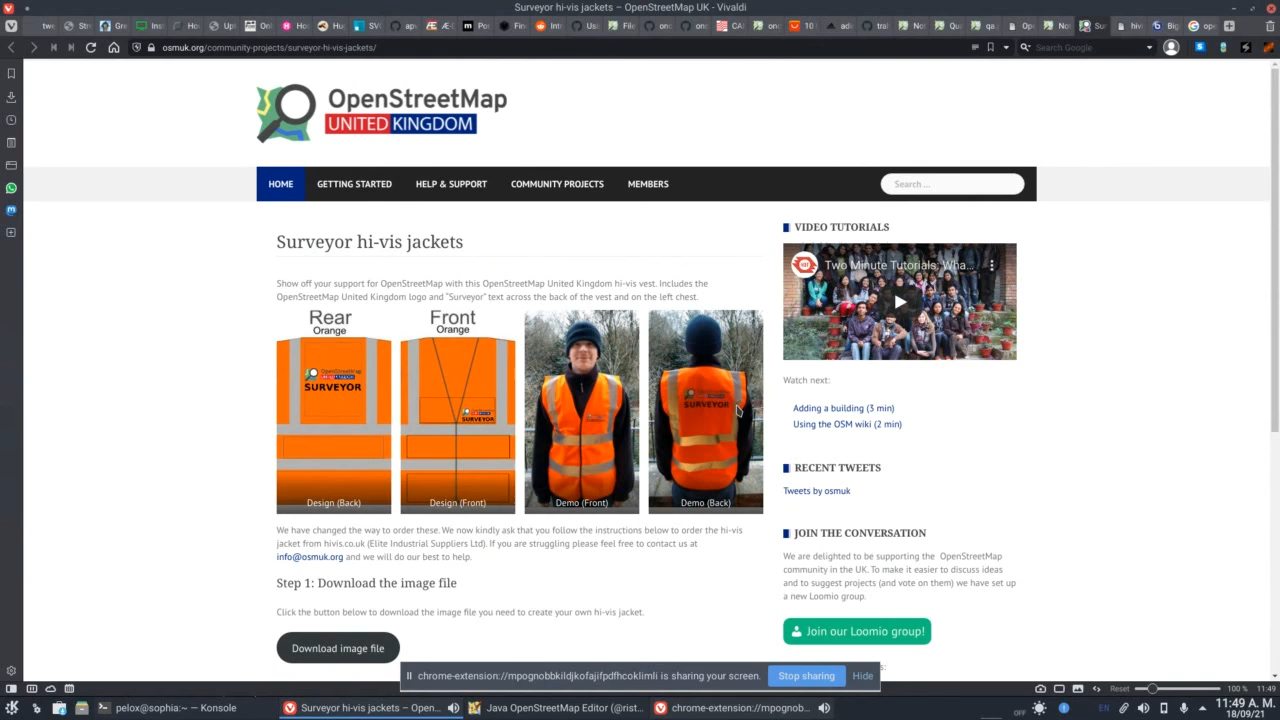 Surveyor hi-vis jackets – OpenStreetMap UK - Vivaldi
osmuk.org/community-projects/surveyor-hi-vis-jackets/
Search Google
OpenStreetMap
UNITED KINGDOM
HOME
GETTING STARTED
HELP & SUPPORT
COMMUNITY PROJECTS
MEMBERS
Search ...
Surveyor hi-vis jackets
Show off your support for OpenStreetMap with this OpenStreetMap United Kingdom hi-vis vest. Includes the
OpenStreetMap United Kingdom logo and “Surveyor” text across the back of the vest and on the left chest.
Rear
Orange
SURVEYOR
Design (Back)
Front
Orange
SURVEYOR
Design (Front)
Demo (Front)
SURVEYOR
Demo (Back)
We have changed the way to order these. We now kindly ask that you follow the instructions below to order the hi-vis
jacket from hivis.co.uk (Elite Industrial Suppliers Ltd). If you are struggling please feel free to contact us at
info@osmuk.org and we will do our best to help.
Step 1: Download the image file
Click the button below to download the image file you need to create your own hi-vis jacket.
Download image file
VIDEO TUTORIALS
Two Minute Tutorials: Wha...
Watch next:
Adding a building (3 min)
Using the OSM wiki (2 min)
RECENT TWEETS
Tweets by osmuk
JOIN THE CONVERSATION
We are delighted to be supporting the OpenStreetMap
community in the UK. To make it easier to discuss ideas
and to suggest projects (and vote on them) we have set up
a new Loomio group.
Join our Loomio group!
chrome-extension://mpognobbkildjkofajifpdfhcoklimli is sharing your screen.
Stop sharing
Hide
Reset
100 %
11:49
pelox@sophia:~ — Konsole
Surveyor hi-vis jackets – Open...
Java OpenStreetMap Editor (@rist...
chrome-extension://mpognob...
OFF
EN
11:49 A. M.
18/09/21